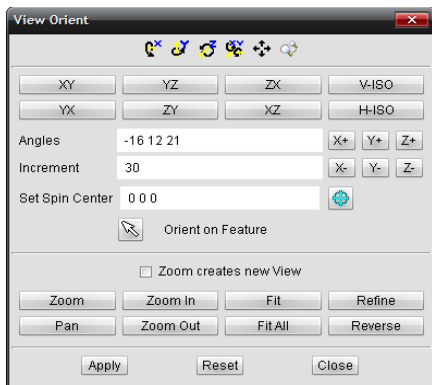 View Orient
X Y Z XY
XY YZ ZX V-ISO
YX ZY XZ H-ISO
Angles -16 12 21 X+ Y+ Z+
Increment 30 X- Y- Z-
Set Spin Center 0 0 0
Orient on Feature
Zoom creates new View
Zoom Zoom In Fit Refine
Pan Zoom Out Fit All Reverse
Apply Reset Close